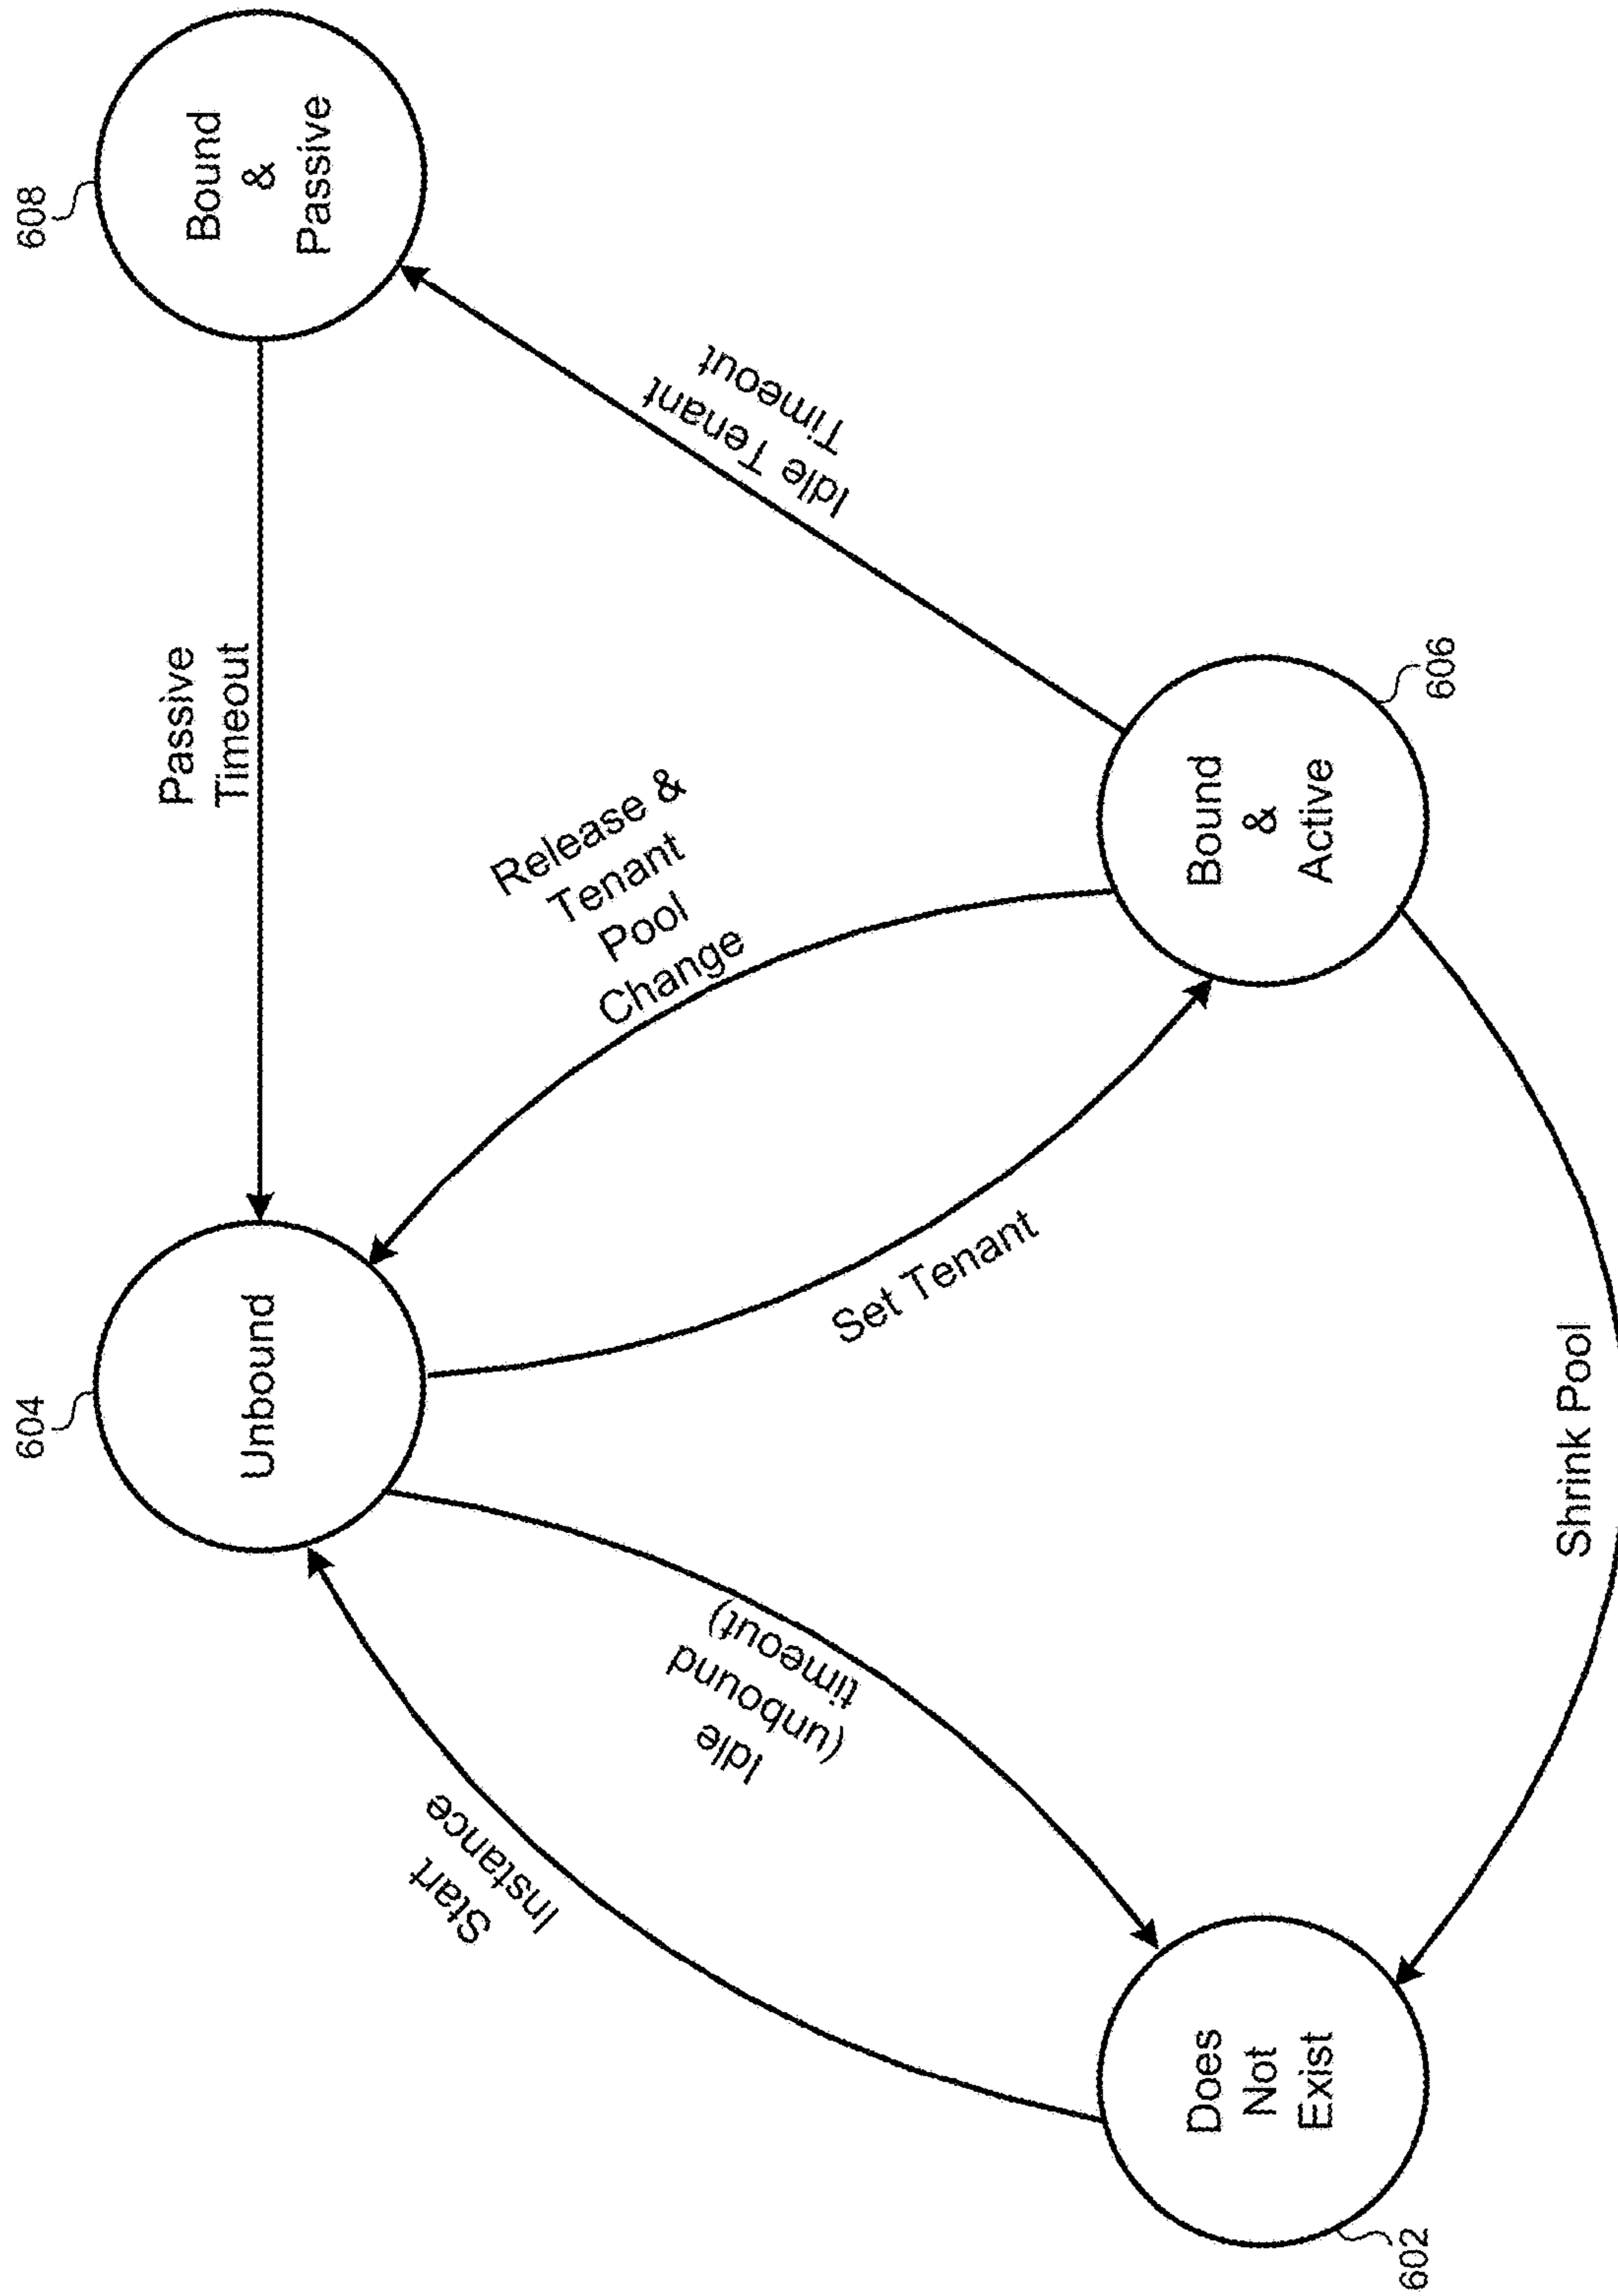 604
608
Unbound
Passive
Timeout
Bound
&
Passive
Start
Instance
Idle
(unbound
timeout)
Release &
Tenant
Pool
Change
Set Tenant
Idle Tenant
Timeout
Does
Not
Exist
602
Bound
&
Active
606
Shrink Pool